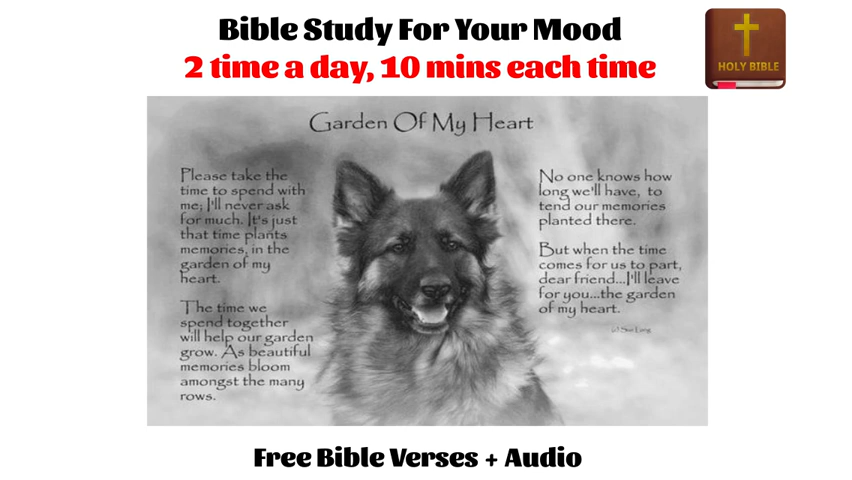 Bible Study For Your Mood
2 time a day, 10 mins each time
HOLY BIBLE
Garden Of My Heart
Please take the
time to spend with
me; I'll never ask
for much. It's just
that time plants
memories, in the
garden of my
heart.
The time we
spend together
will help our garden
grow. As beautiful
memories bloom
amongst the many
rows.
No one knows how
long we'll have, to
tend our memories
planted there.
But when the time
comes for us to part,
dear friend...I'll leave
for you...the garden
of my heart.
Free Bible Verses + Audio